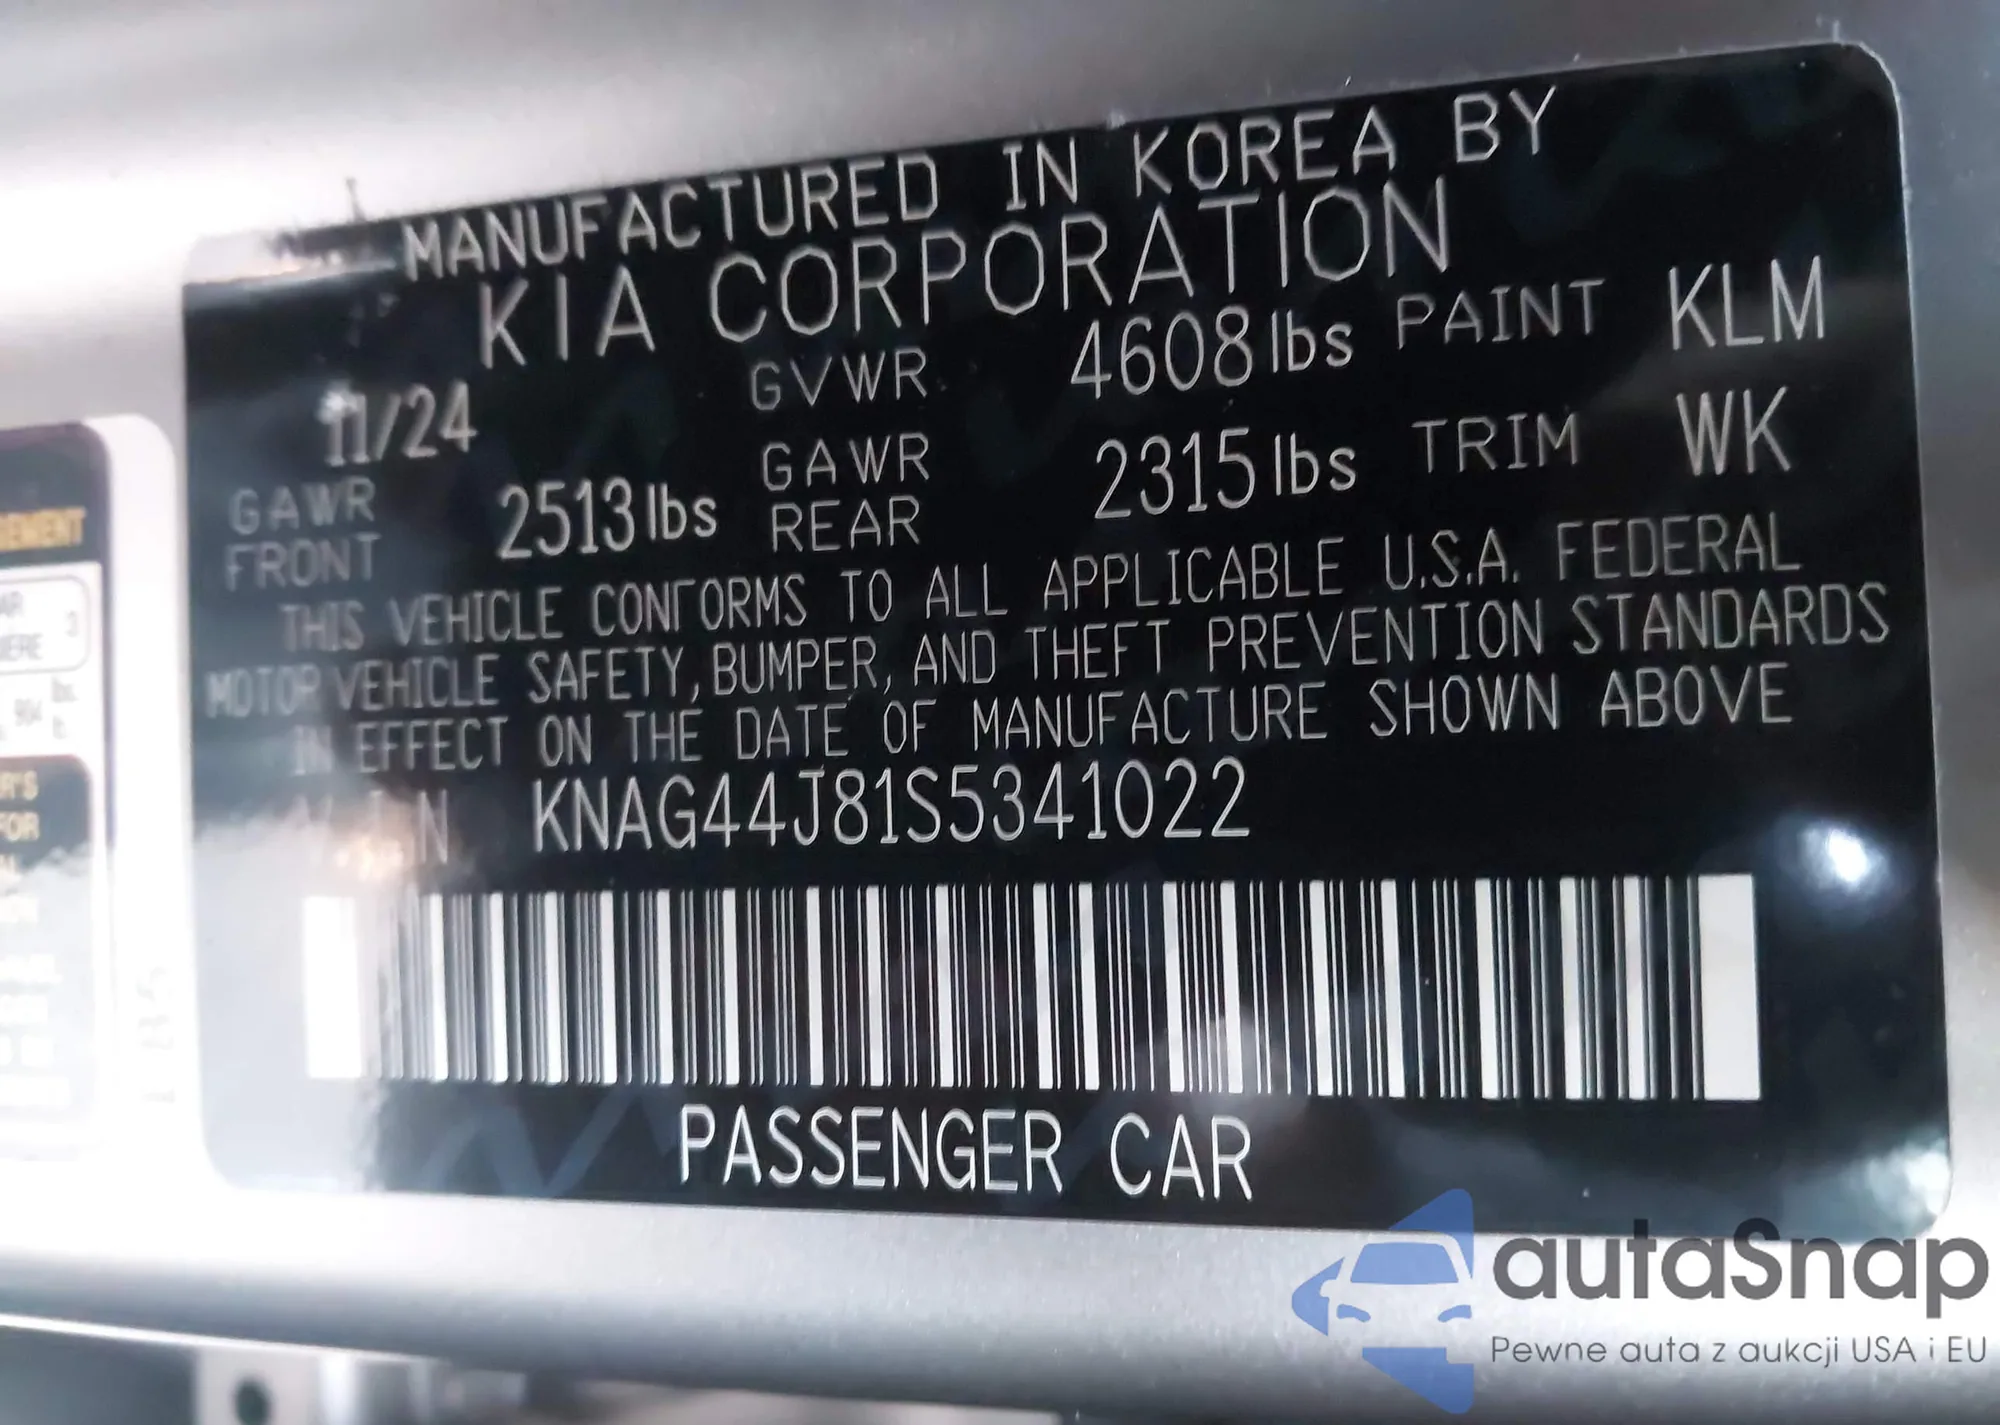 MANUFACTURED IN KOREA BY
KIA CORPORATION
11/24 GVWR 4608 lbs PAINT KLM
GAWR FRONT 2513 lbs GAWR REAR 2315 lbs TRIM WK
THIS VEHICLE CONFORMS TO ALL APPLICABLE U.S.A. FEDERAL
MOTOR VEHICLE SAFETY, BUMPER, AND THEFT PREVENTION STANDARDS
IN EFFECT ON THE DATE OF MANUFACTURE SHOWN ABOVE
V.I.N KNAG44J81S5341022
PASSENGER CAR
autaSnap
Pewne auta z aukcji USA i EU